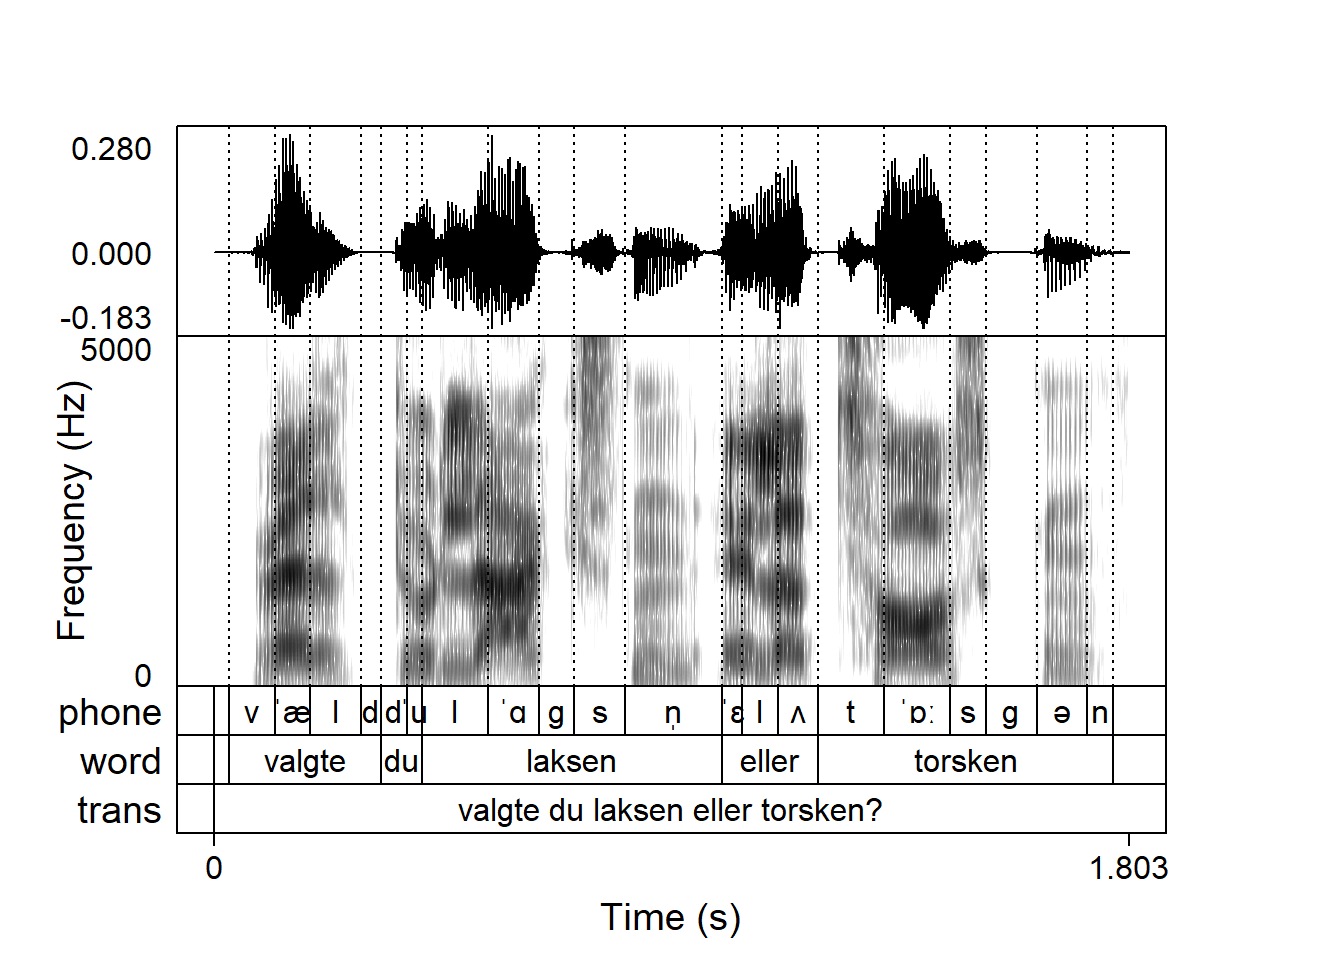 0.280
0.000
-0.183
5000
Frequency (Hz)
0
phone v ˈæ l d d ˈu l ˈɑ g s n̩ ˈɛ l ʌ t ˈɒː s g ə n
word valgte du laksen eller torsken
trans valgte du laksen eller torsken?
0 1.803
Time (s)